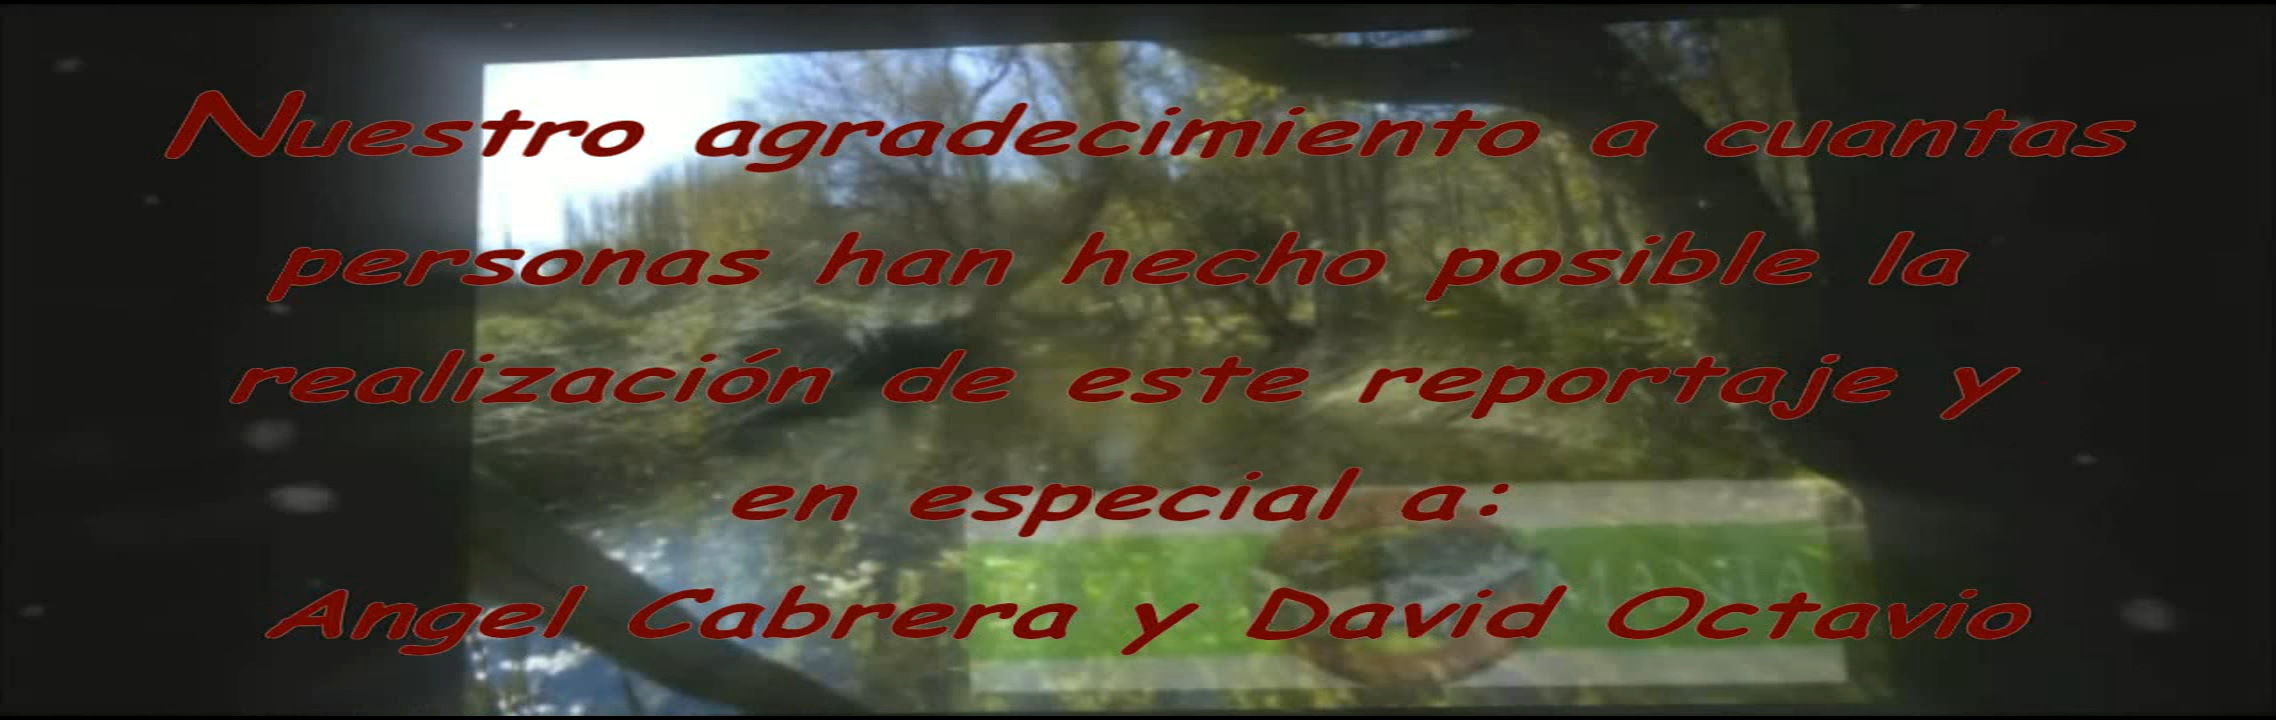 Nuestro agradecimiento a cuantas
personas han hecho posible la
realización de este reportaje y
en especial a:
Angel Cabrera y David Octavio